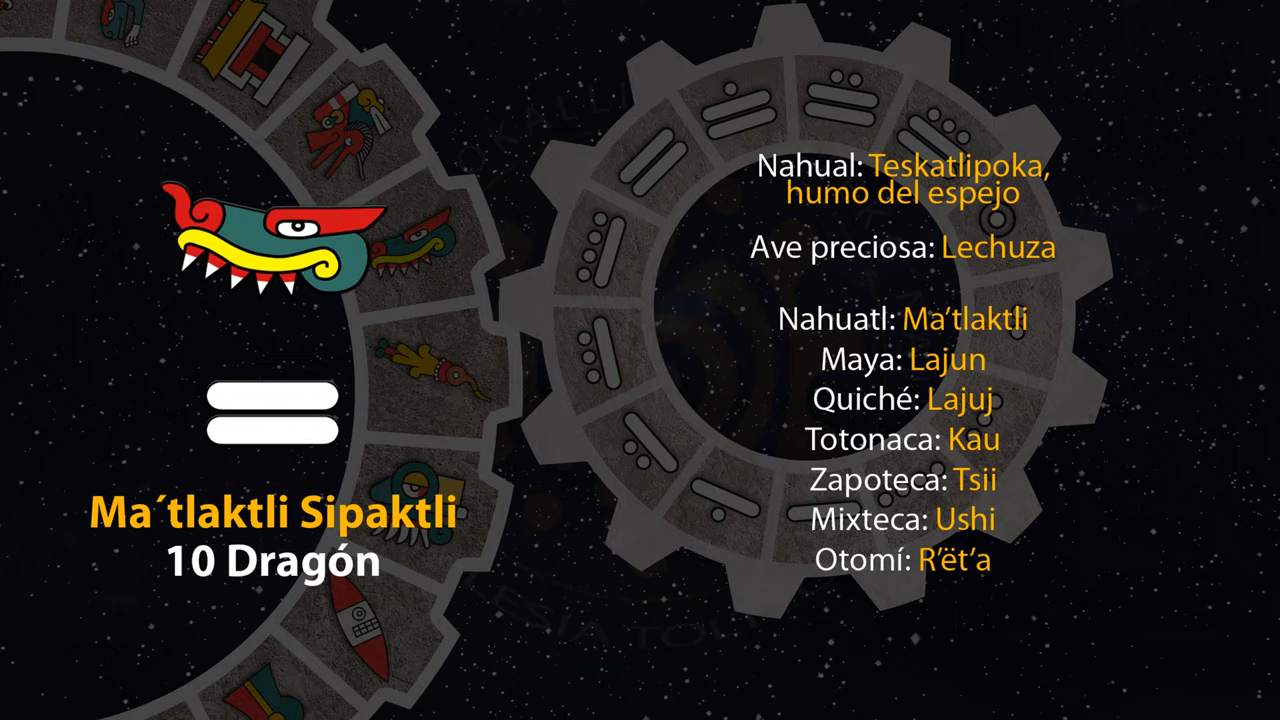 Ma´tlaktli Sipaktli
10 Dragón
Nahual: Teskatlipoka,
humo del espejo
Ave preciosa: Lechuza
Nahuatl: Ma’tlaktli
Maya: Lajun
Quiché: Lajuj
Totonaca: Kau
Zapoteca: Tsii
Mixteca: Ushi
Otomí: R’ët’a